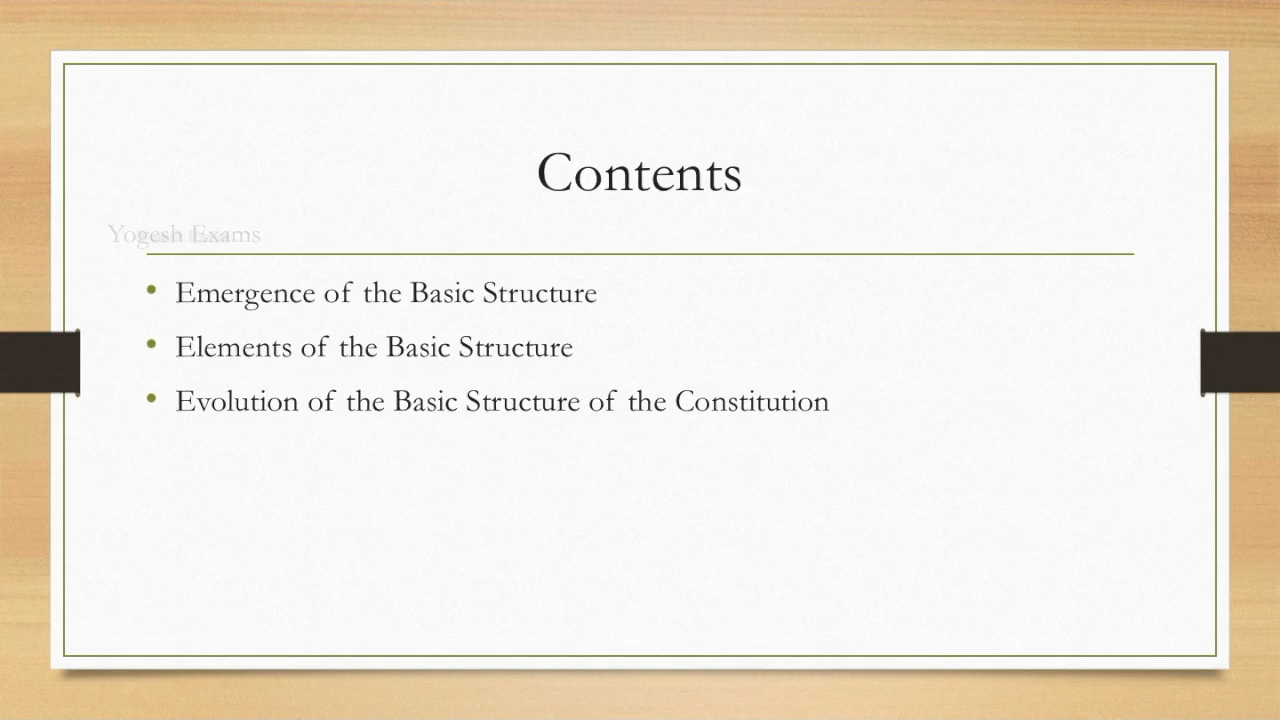 Contents
Yogesh Exams
• Emergence of the Basic Structure
• Elements of the Basic Structure
• Evolution of the Basic Structure of the Constitution